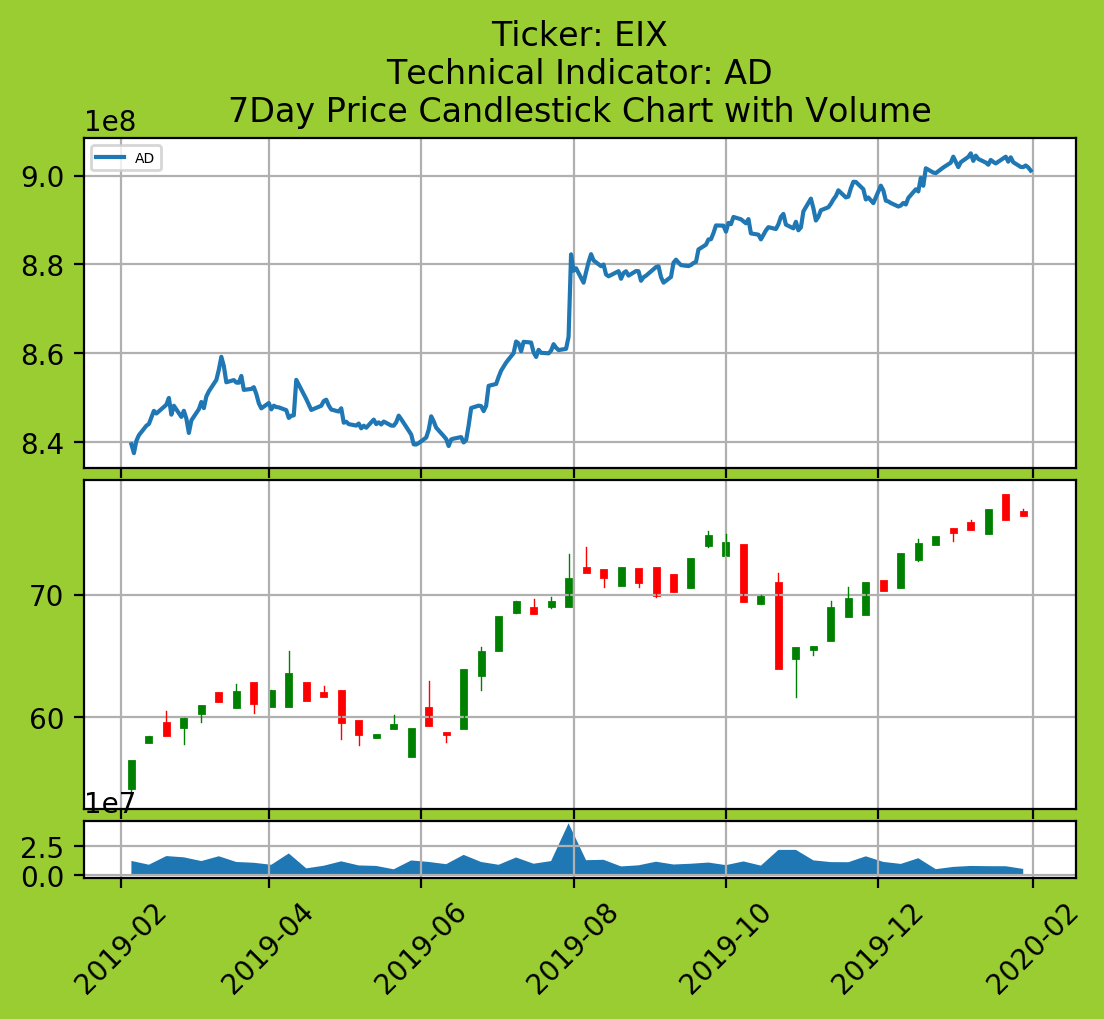 Ticker: EIX
Technical Indicator: AD
7Day Price Candlestick Chart with Volume
1e8
AD
9.0
8.8
8.6
8.4
70
60
1e7
2.5
0.0
2019-02
2019-04
2019-06
2019-08
2019-10
2019-12
2020-02